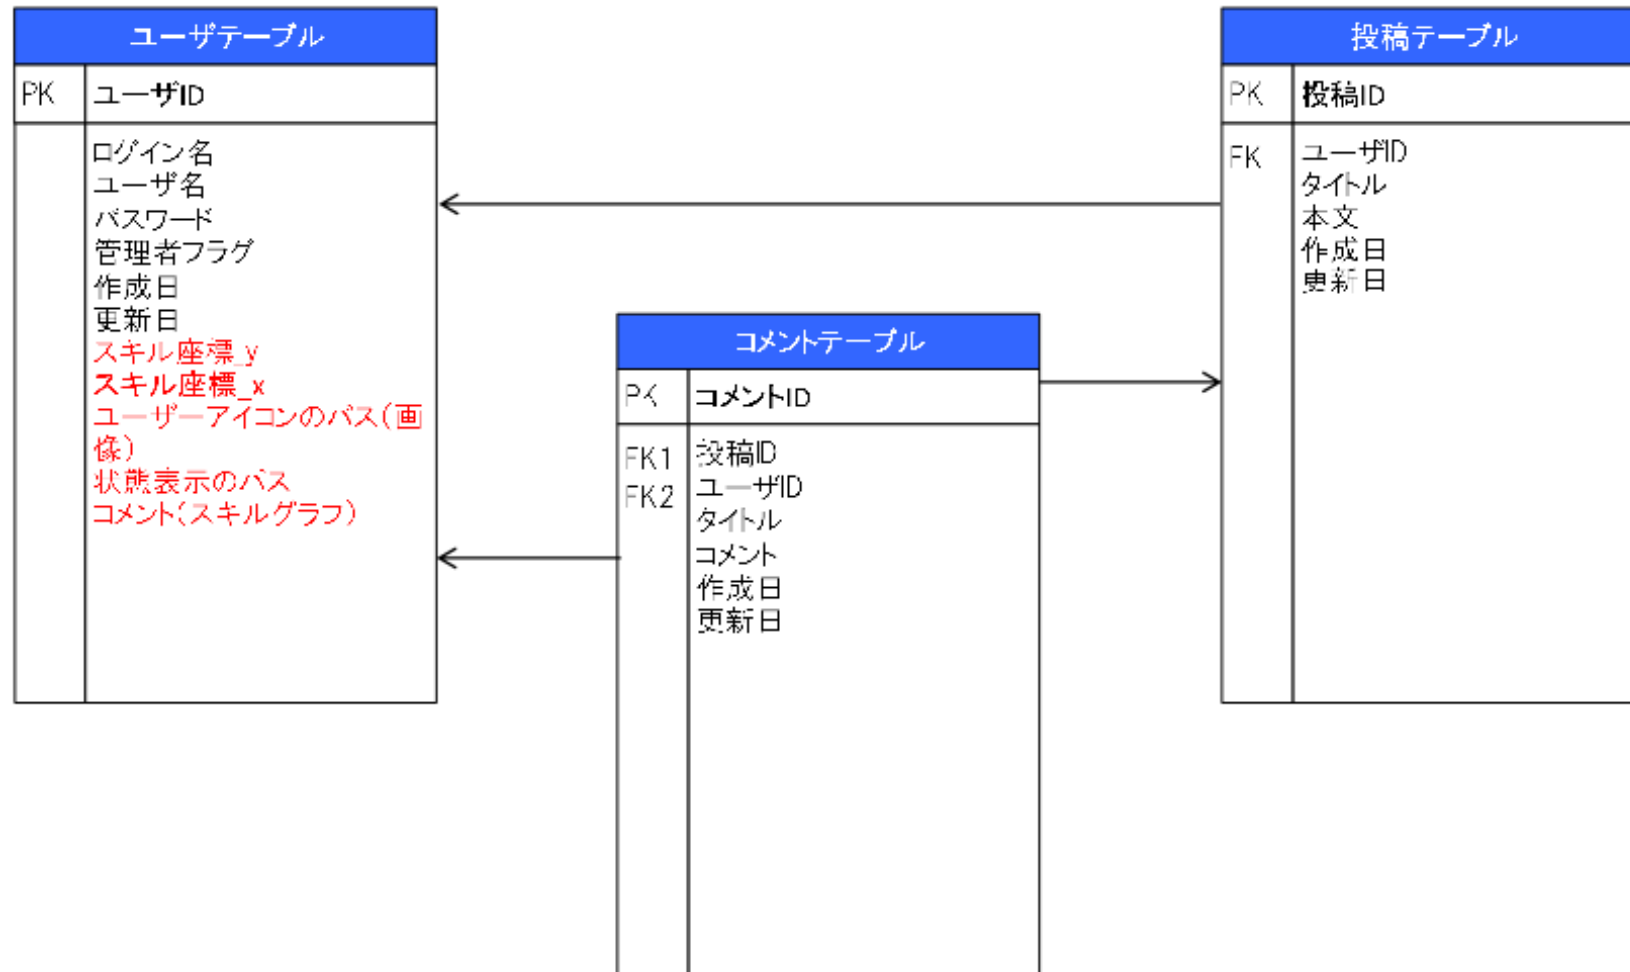 ユーザテーブル
PK ユーザID
ログイン名
ユーザ名
パスワード
管理者フラグ
作成日
更新日
スキル座標_y
スキル座標_x
ユーザーアイコンのパス(画
像)
状態表示のパス
コメント(スキルグラフ)
コメントテーブル
PK コメントID
FK1 投稿ID
FK2 ユーザID
タイトル
コメント
作成日
更新日
投稿テーブル
PK 投稿ID
FK ユーザID
タイトル
本文
作成日
更新日